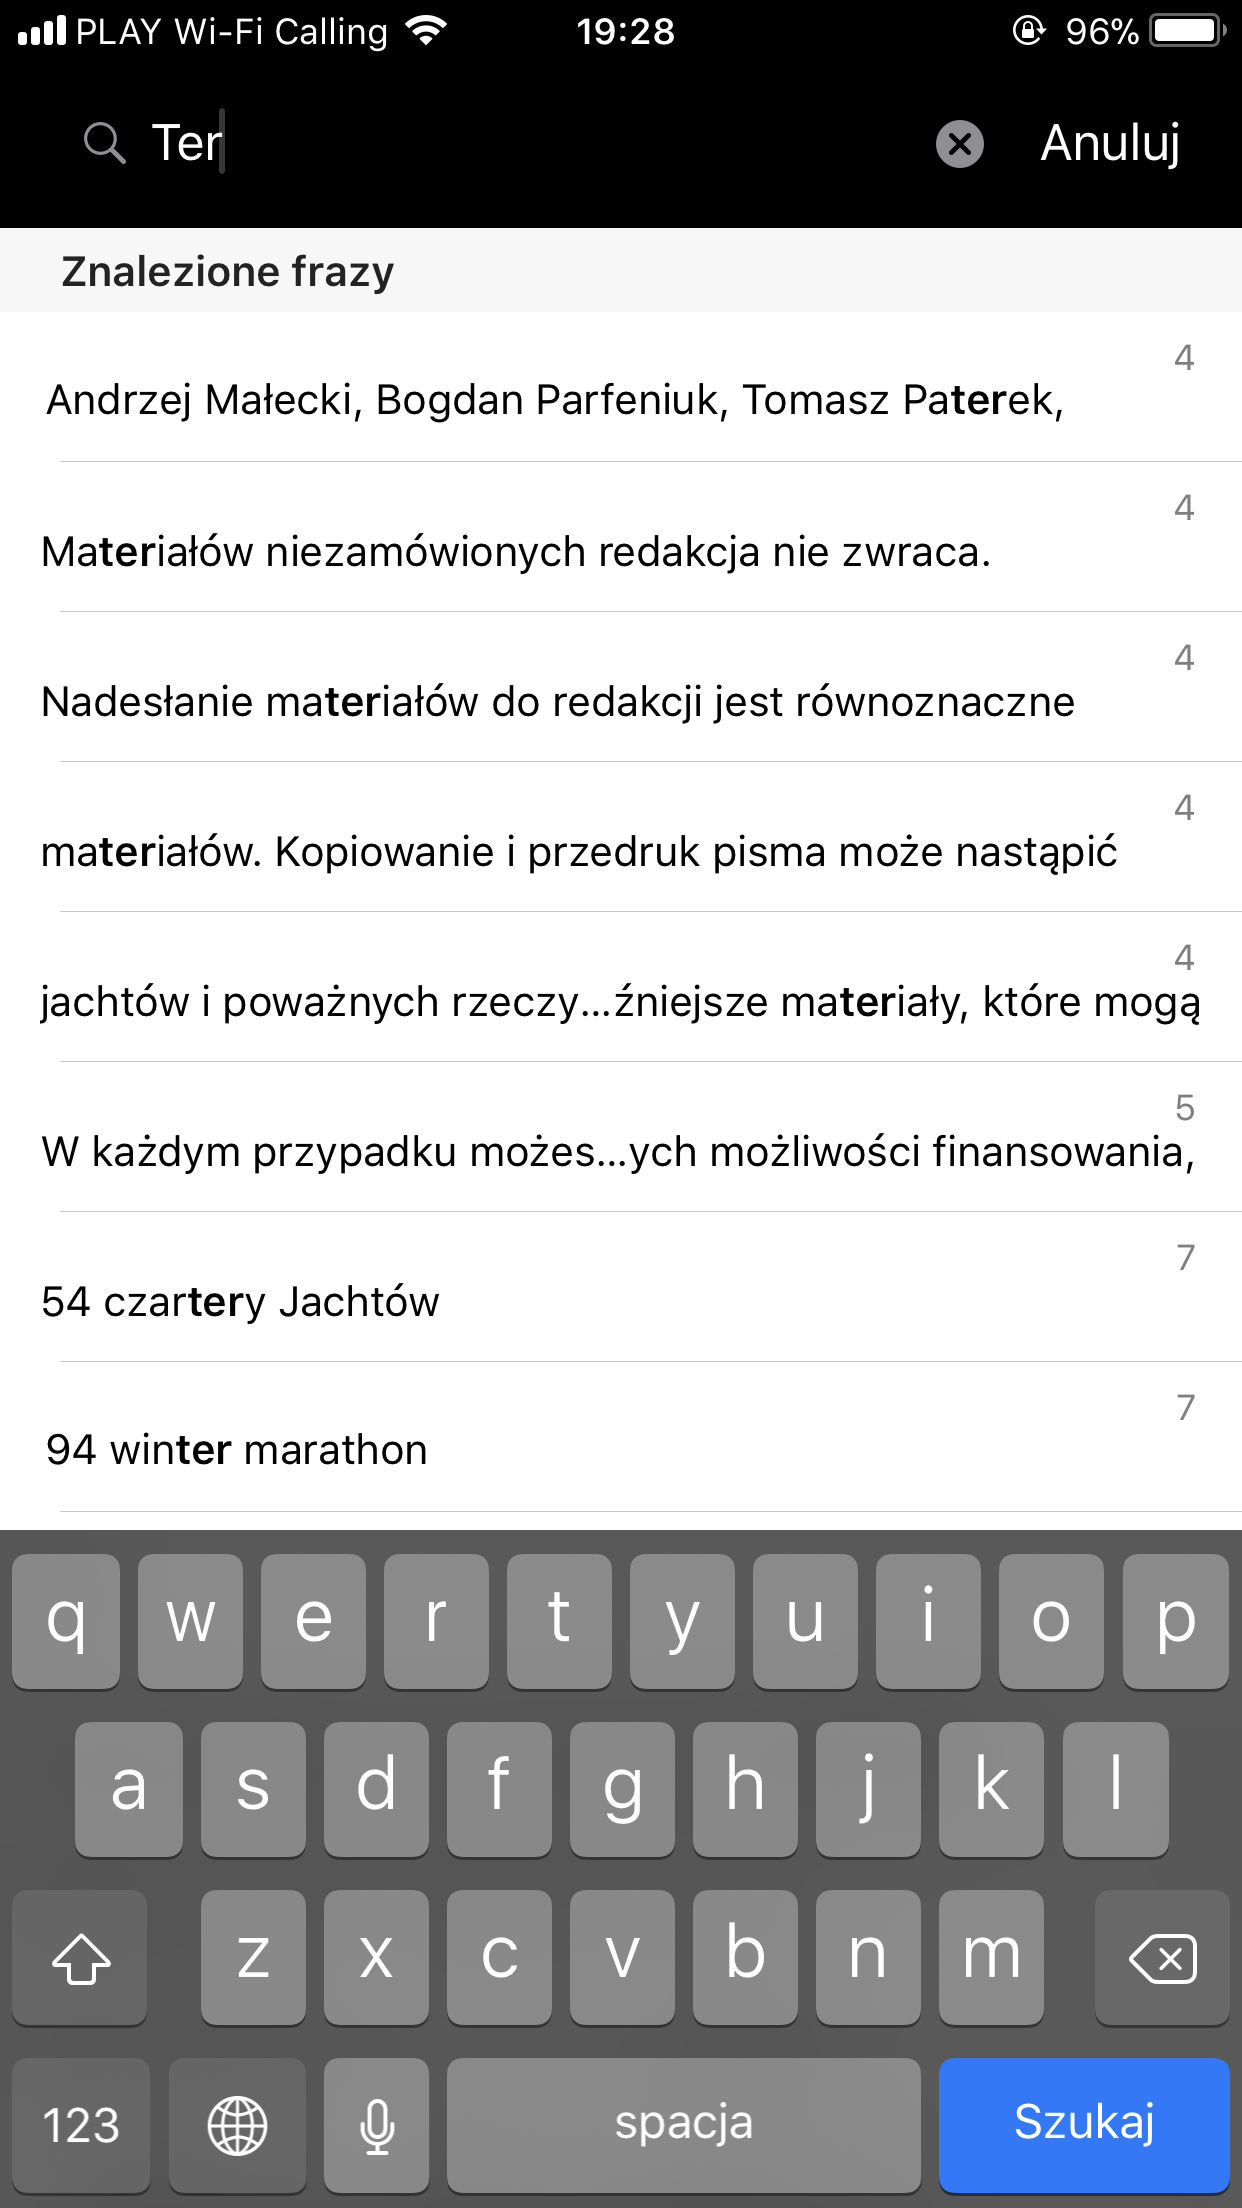 PLAY Wi-Fi Calling 19:28 96%
Ter Anuluj
Znalezione frazy
4
Andrzej Małecki, Bogdan Parfeniuk, Tomasz Paterek,
4
Materiałów niezamówionych redakcja nie zwraca.
4
Nadesłanie materiałów do redakcji jest równoznaczne
4
materiałów. Kopiowanie i przedruk pisma może nastąpić
4
jachtów i poważnych rzeczy...źniejsze materiały, które mogą
5
W każdym przypadku możes...ych możliwości finansowania,
7
54 czartery Jachtów
7
94 winter marathon
q w e r t y u i o p
a s d f g h j k l
z x c v b n m
123 spacja Szukaj